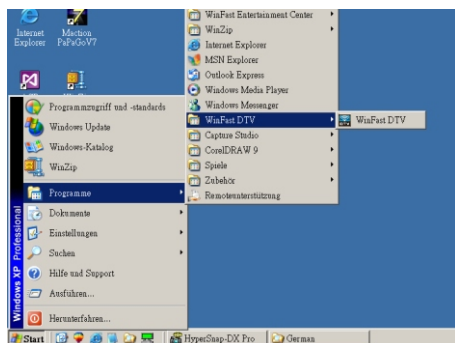 Internet
Explorer
Maction
PaPaGoV7
WinFast Entertainment Center
WinZip
Internet Explorer
MSN Explorer
Outlook Express
Windows Media Player
Windows Messenger
WinFast DTV
Capture Studio
CorelDRAW 9
Spiele
Zubehör
Remoteunterstützung
WinFast DTV
Programmzugriff und -standards
Windows Update
Windows-Katalog
WinZip
Programme
Dokumente
Einstellungen
Suchen
Hilfe und Support
Ausführen...
Herunterfahren...
Windows XP Professional
Start
HyperSnap-DX Pro
German